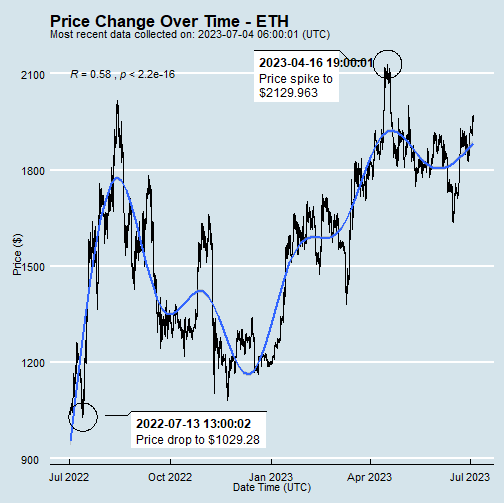 Price Change Over Time - ETH
Most recent data collected on: 2023-07-04 06:00:01 (UTC)
2023-04-16 19:00:01
Price spike to
$2129.963
R = 0.58 , p < 2.2e-16
2100
1800
1500
1200
900
Price ($)
2022-07-13 13:00:02
Price drop to $1029.28
Jul 2022
Oct 2022
Jan 2023
Apr 2023
Jul 2023
Date Time (UTC)